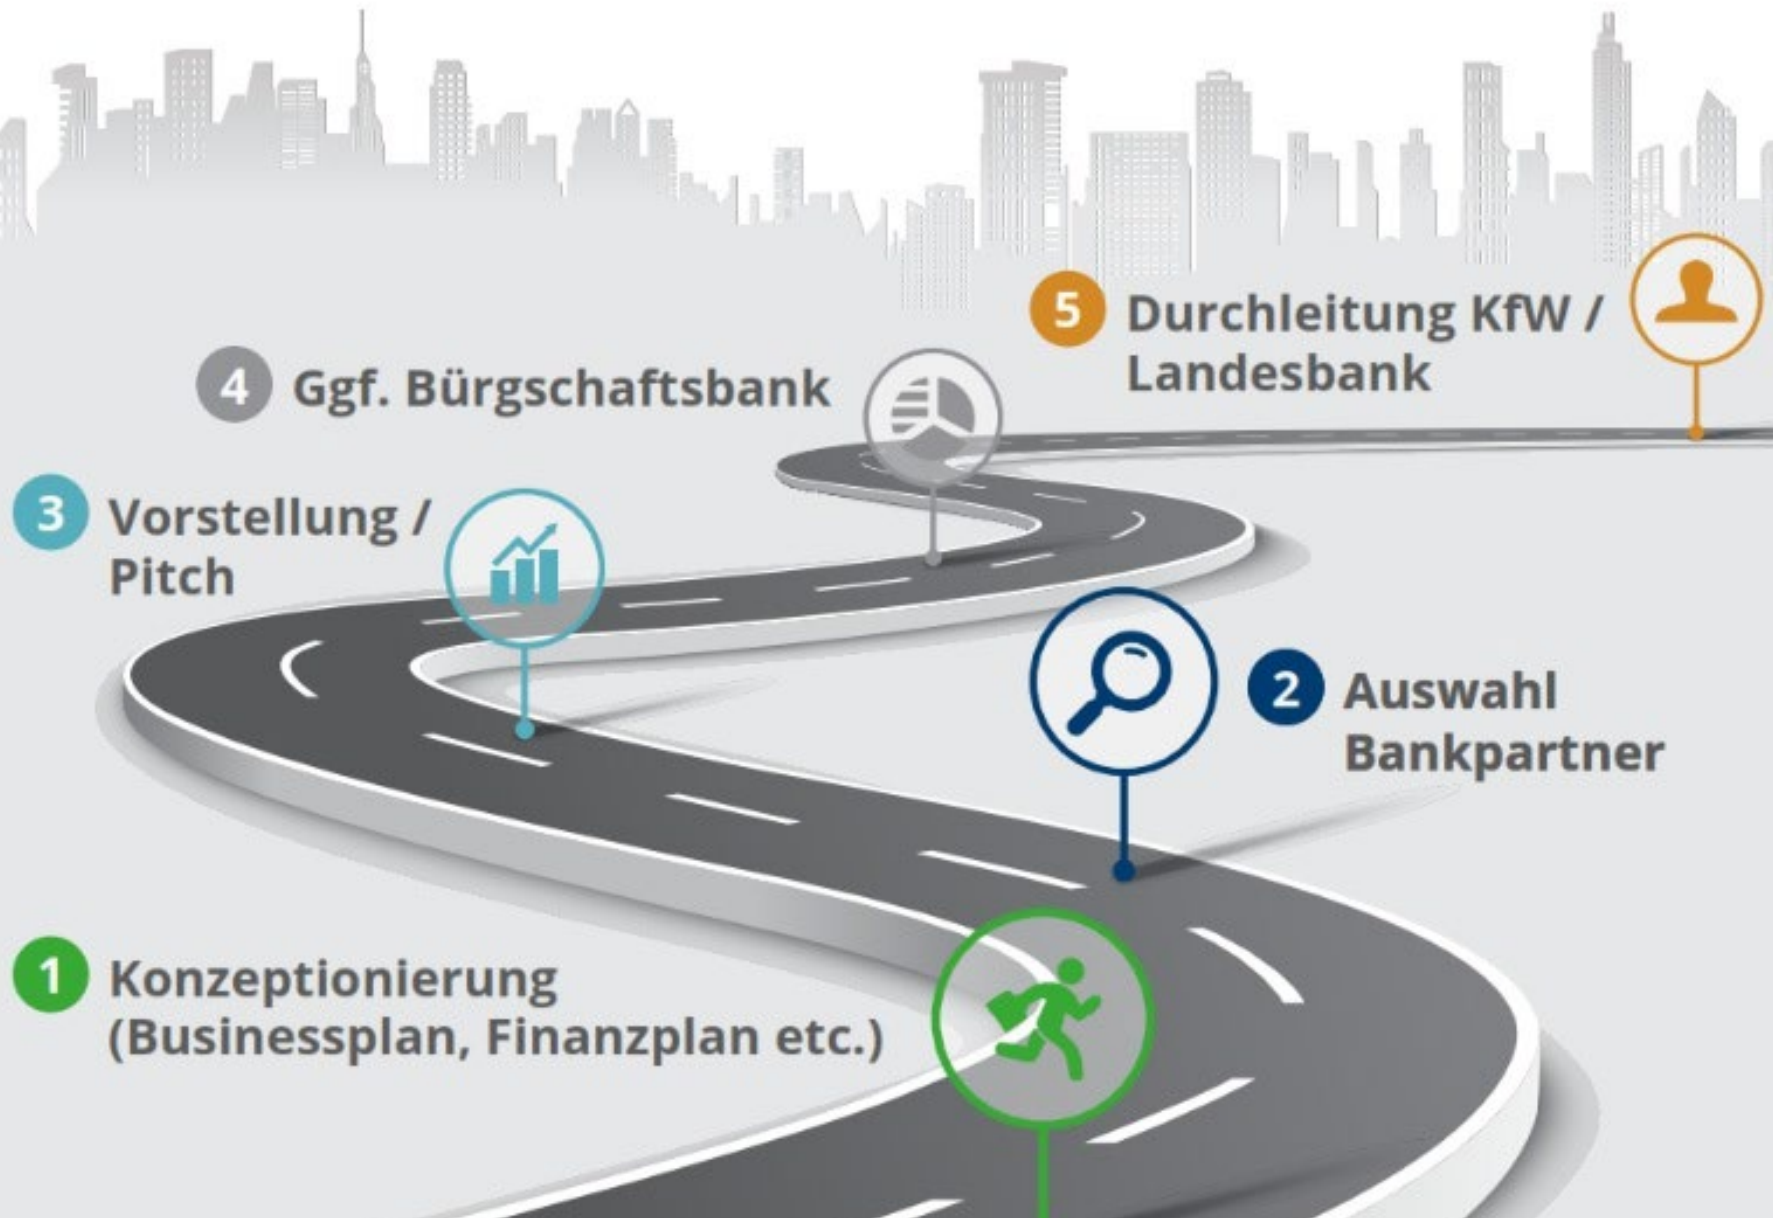 5 Durchleitung KfW /
Landesbank
4 Ggf. Bürgschaftsbank
3 Vorstellung /
Pitch
2 Auswahl
Bankpartner
1 Konzeptionierung
(Businessplan, Finanzplan etc.)